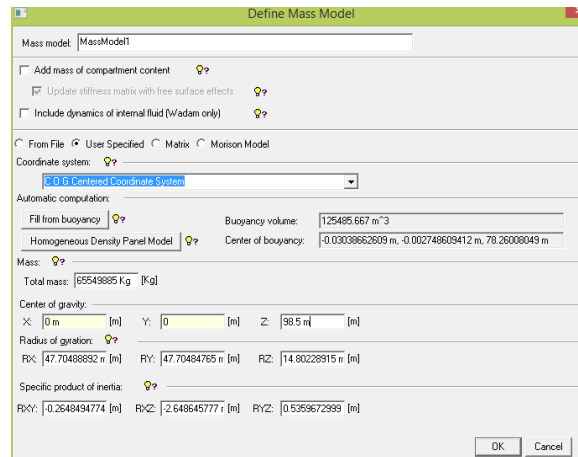 Define Mass Model
Mass model: MassModel1
Add mass of compartment content ?
Update stiffness matrix with free surface effects ?
Include dynamics of internal fluid (Wadam only) ?
From File User Specified Matrix Morison Model
Coordinate system: ?
C O G Centered Coordinate System
Automatic computation:
Fill from buoyancy ? Buoyancy volume: 125485.667 m^3
Homogeneous Density Panel Model ? Center of bouyancy: -0.03038662609 m, -0.002748609412 m, 78.26008049 m
Mass: ?
Total mass: 65549885 Kg [Kg]
Center of gravity:
X: 0 m [m] Y: 0 [m] Z: 98.5 m [m]
Radius of gyration: ?
RX: 47.70488892 m [m] RY: 47.70484765 m [m] RZ: 14.80228915 m [m]
Specific product of inertia: ?
RXY: -0.2648494774 [m] RXZ: -2.648645777 r [m] RYZ: 0.5359672999 [m]
OK Cancel